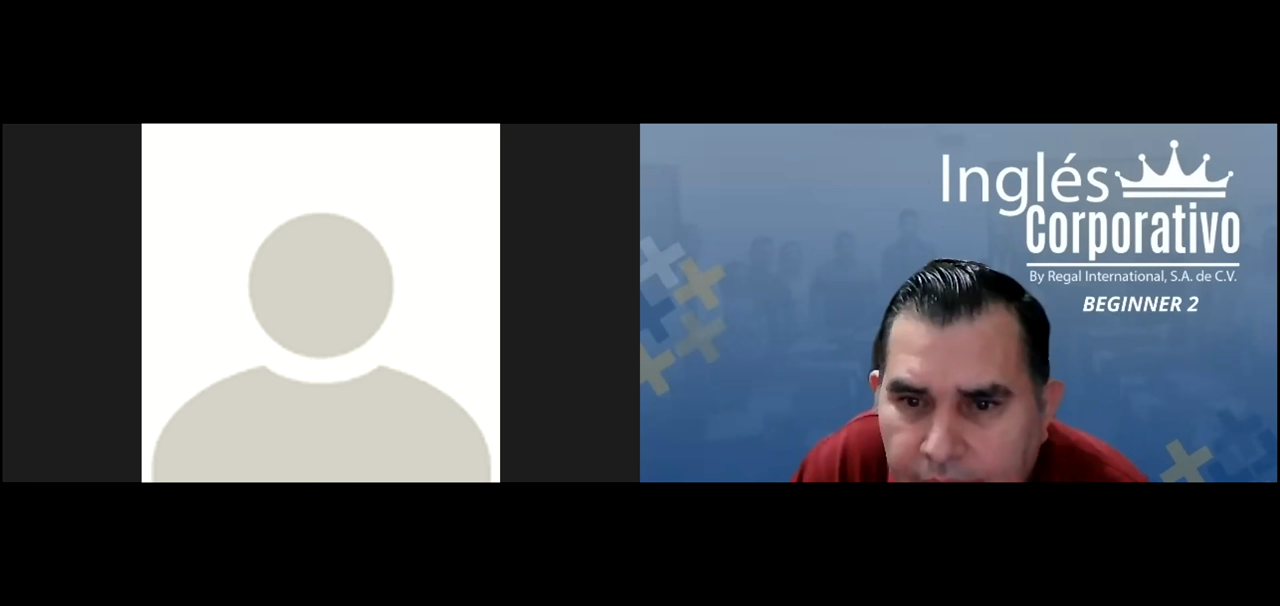 Inglés
Corporativo
By Regal International, S.A. de C.V.
BEGINNER 2